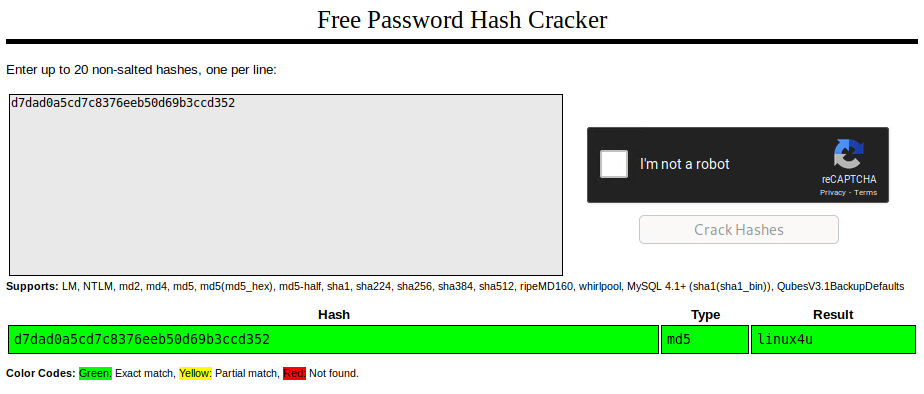 Free Password Hash Cracker
Enter up to 20 non-salted hashes, one per line:
d7dad0a5cd7c8376eeb50d69b3ccd352
I'm not a robot
reCAPTCHA
Privacy - Terms
Crack Hashes
Supports: LM, NTLM, md2, md4, md5, md5(md5_hex), md5-half, sha1, sha224, sha256, sha384, sha512, ripeMD160, whirlpool, MySQL 4.1+ (sha1(sha1_bin)), QubesV3.1BackupDefaults
Hash Type Result
d7dad0a5cd7c8376eeb50d69b3ccd352 md5 linux4u
Color Codes: Green: Exact match, Yellow: Partial match, Red: Not found.